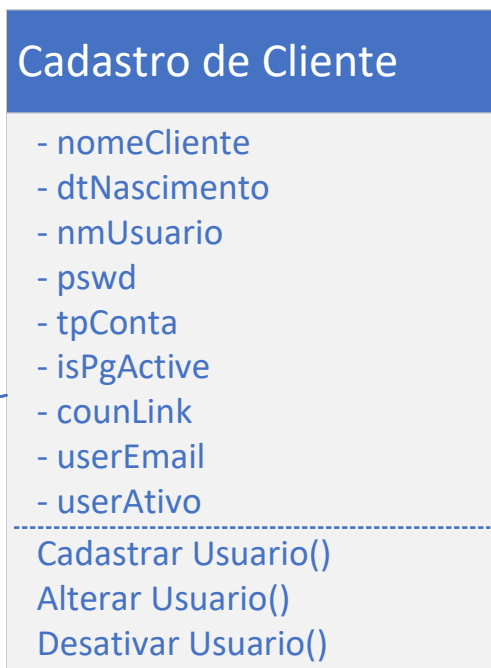 Cadastro de Cliente
- nomeCliente
- dtNascimento
- nmUsuario
- pswd
- tpConta
- isPgActive
- counLink
- userEmail
- userAtivo
Cadastrar Usuario()
Alterar Usuario()
Desativar Usuario()